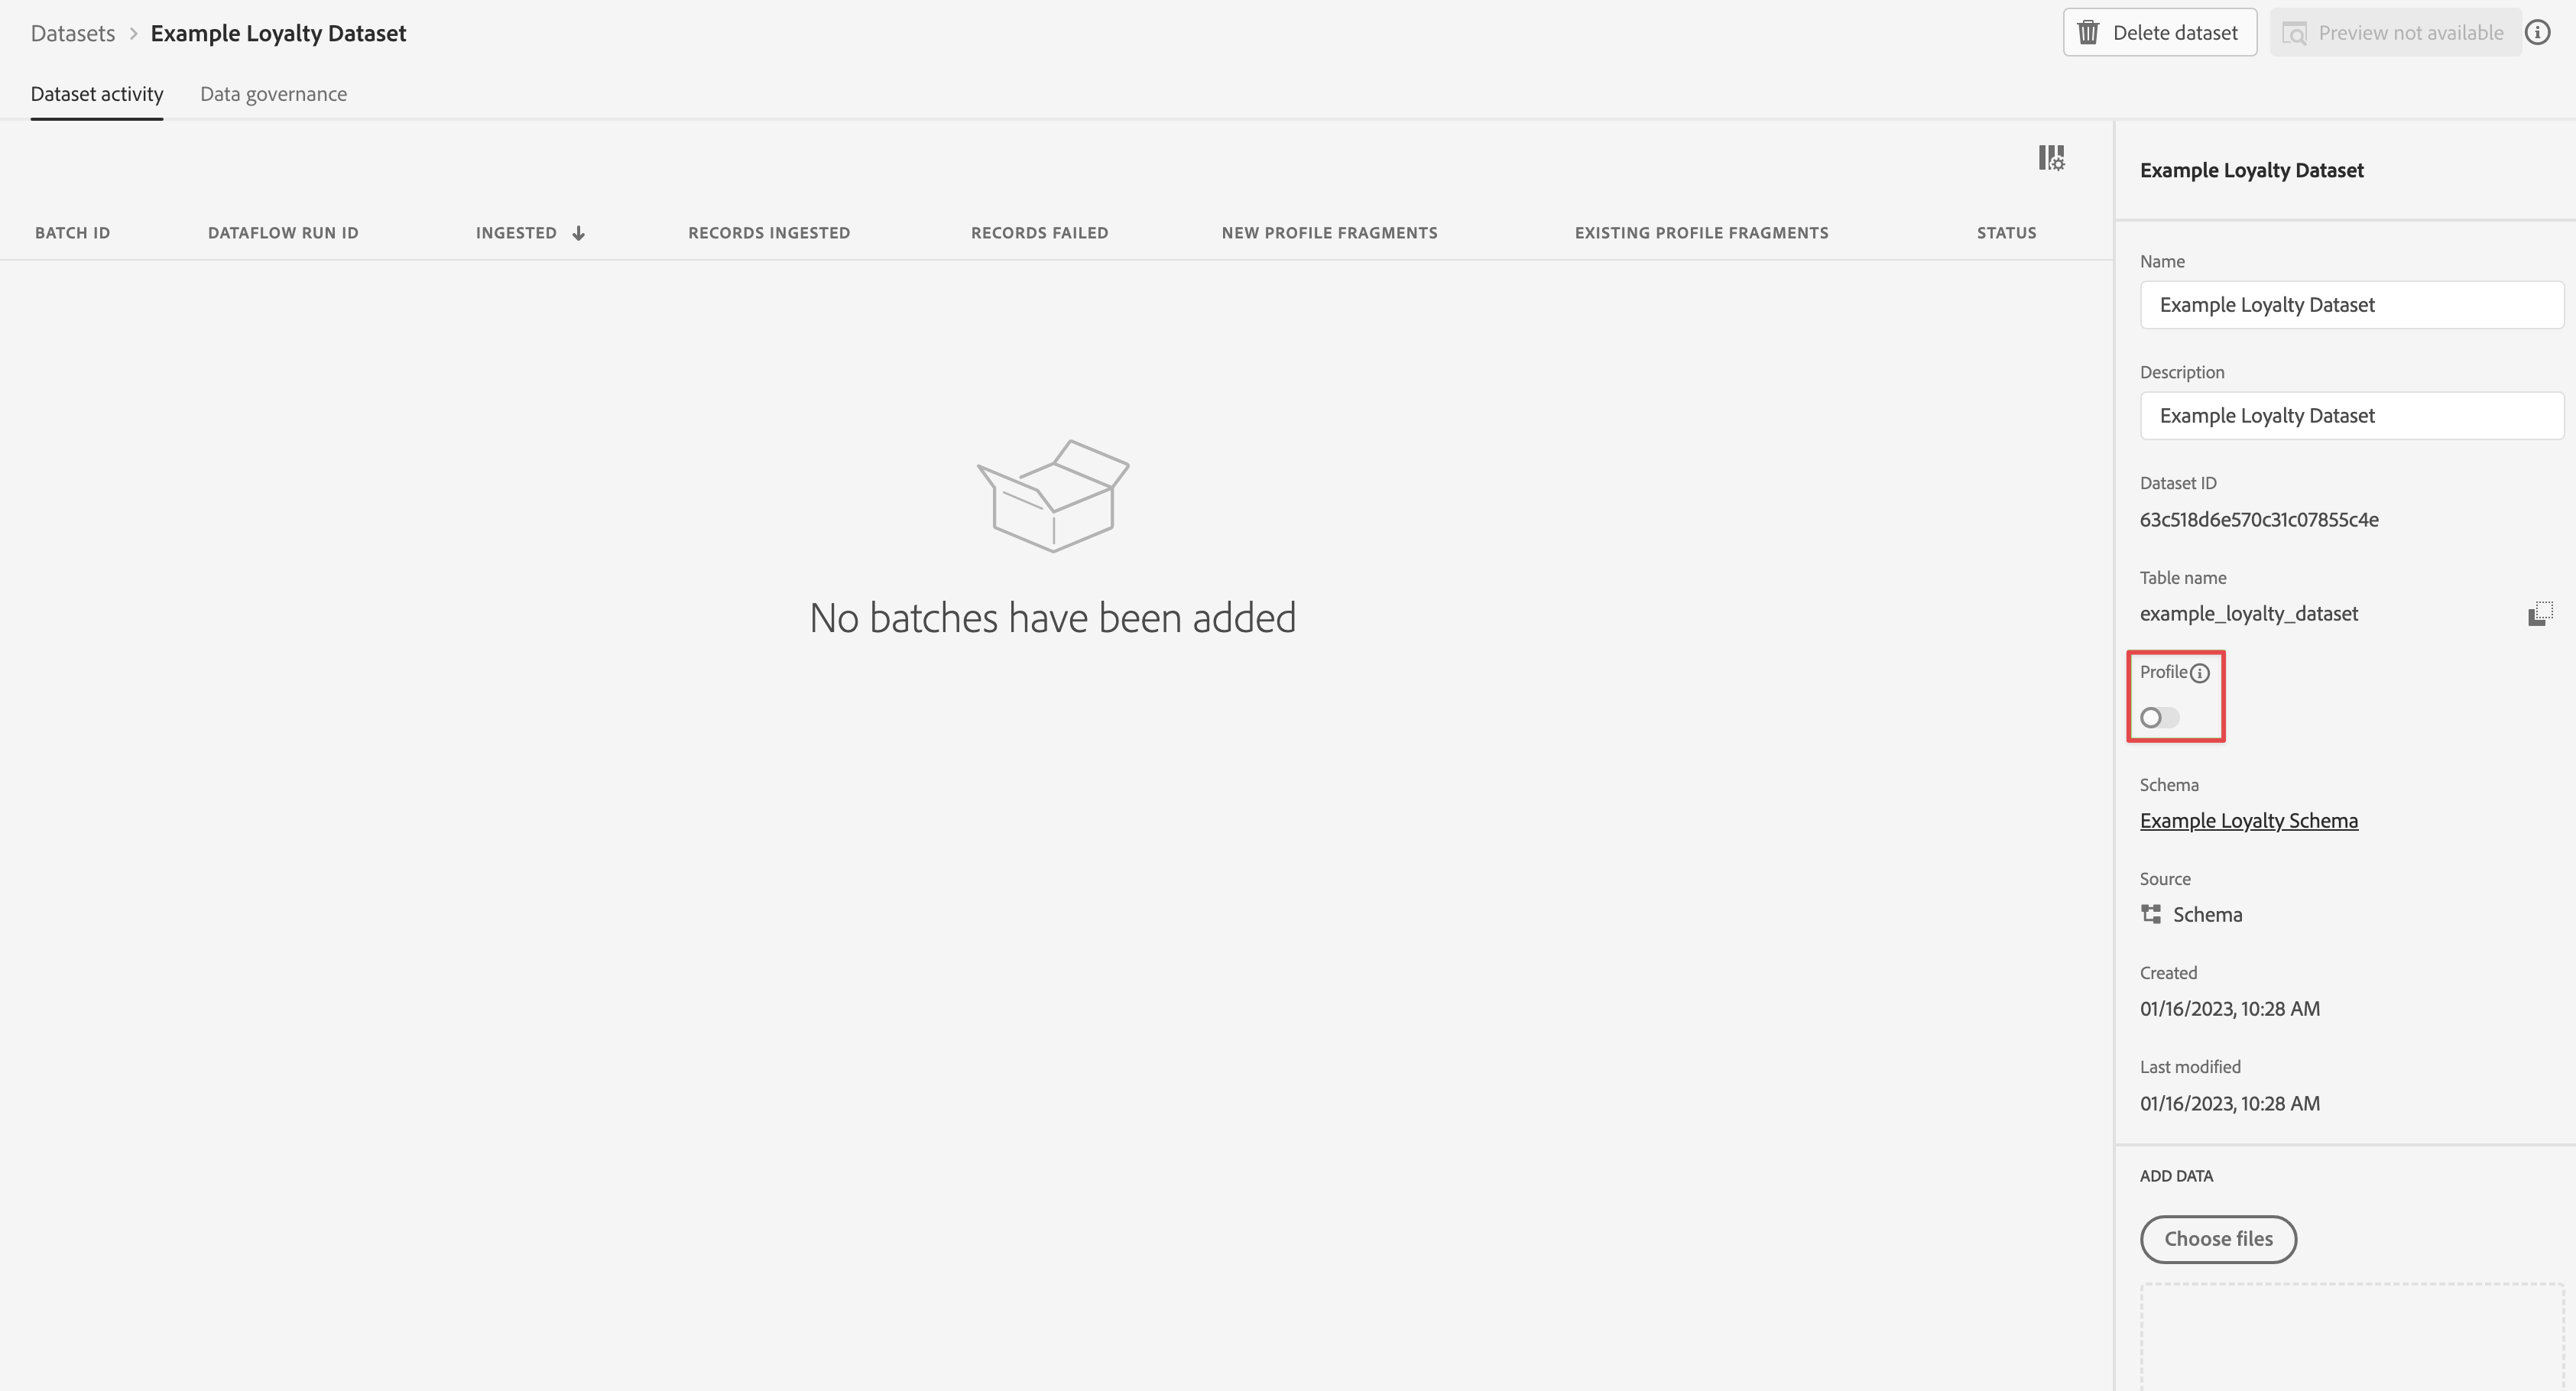 Datasets > Example Loyalty Dataset
Delete dataset
Preview not available
Dataset activity
Data governance
BATCH ID
DATAFLOW RUN ID
INGESTED
RECORDS INGESTED
RECORDS FAILED
NEW PROFILE FRAGMENTS
EXISTING PROFILE FRAGMENTS
STATUS
No batches have been added
Example Loyalty Dataset
Name
Example Loyalty Dataset
Description
Example Loyalty Dataset
Dataset ID
63c518d6e570c31c07855c4e
Table name
example_loyalty_dataset
Profile
Schema
Example Loyalty Schema
Source
Schema
Created
01/16/2023, 10:28 AM
Last modified
01/16/2023, 10:28 AM
ADD DATA
Choose files